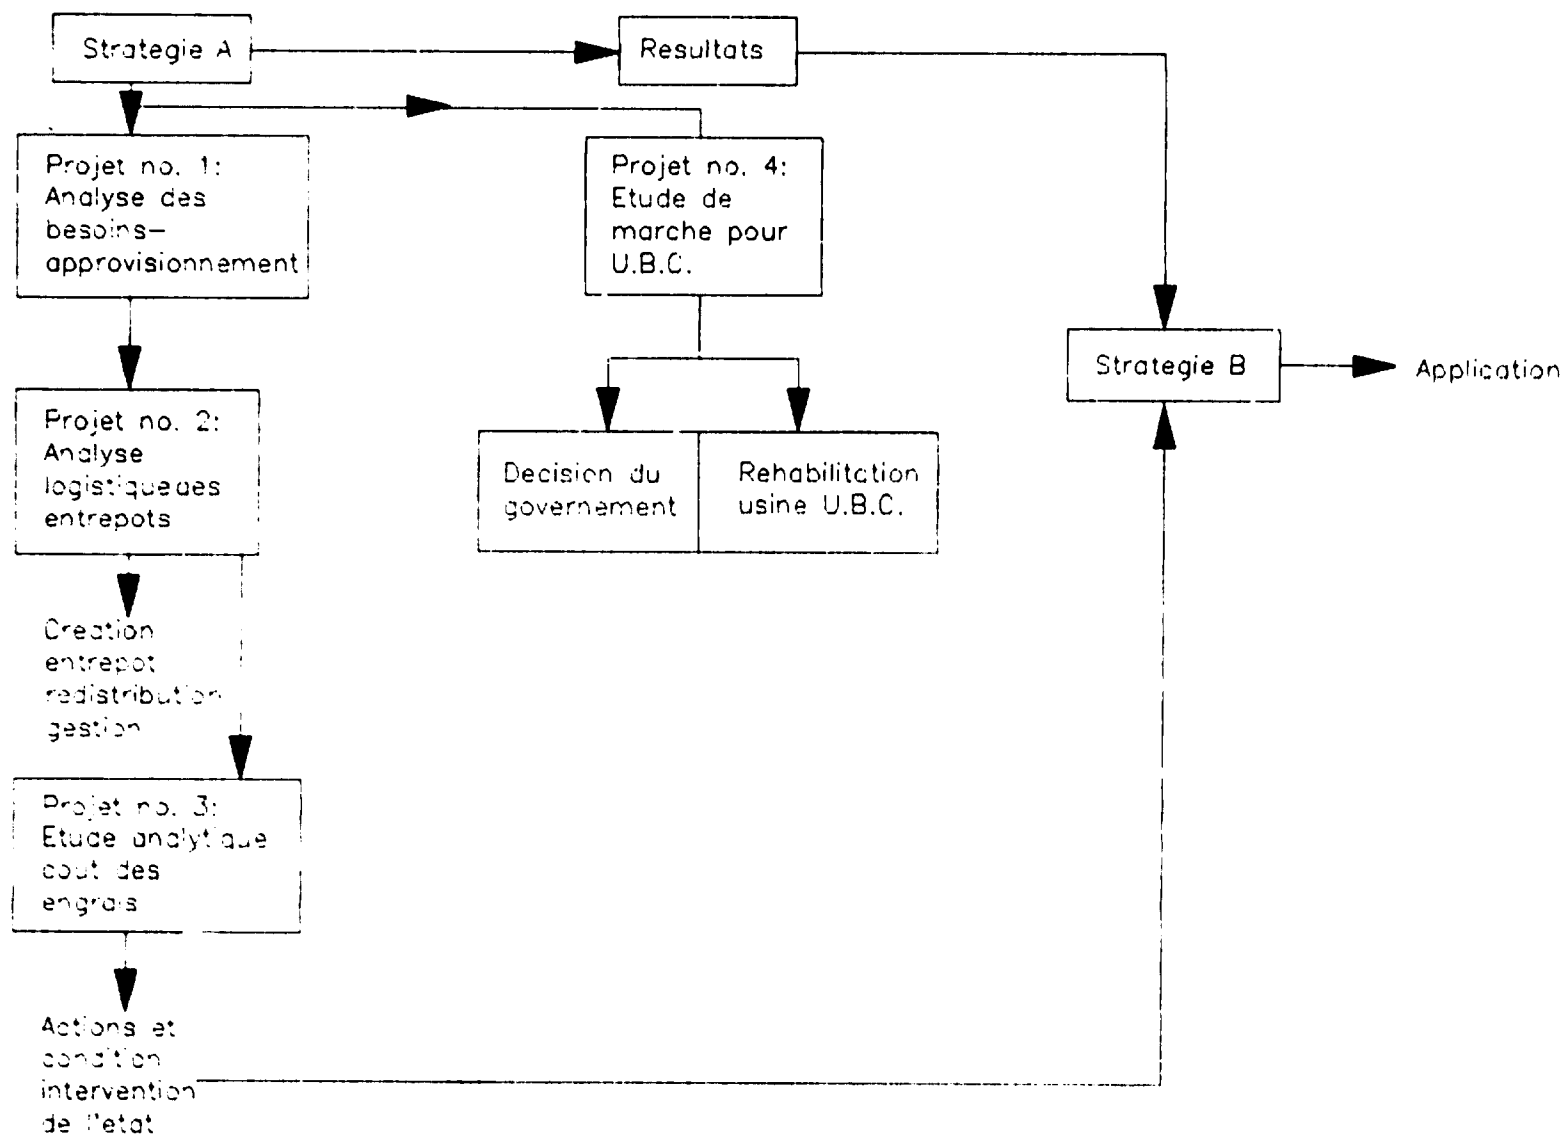 Strategie A
Resultats
Projet no. 1:
Analyse des
besoins-
approvisionnement
Projet no. 4:
Etude de
marche pour
U.B.C.
Strategie B
Application
Projet no. 2:
Analyse
logistiquedes
entrepots
Decision du
governement
Rehabilitation
usine U.B.C.
Creation
entrepot
redistribution
gestion
Projet no. 3:
Etude analytique
cout des
engrais
Actions et
condition
intervention
de l'etat